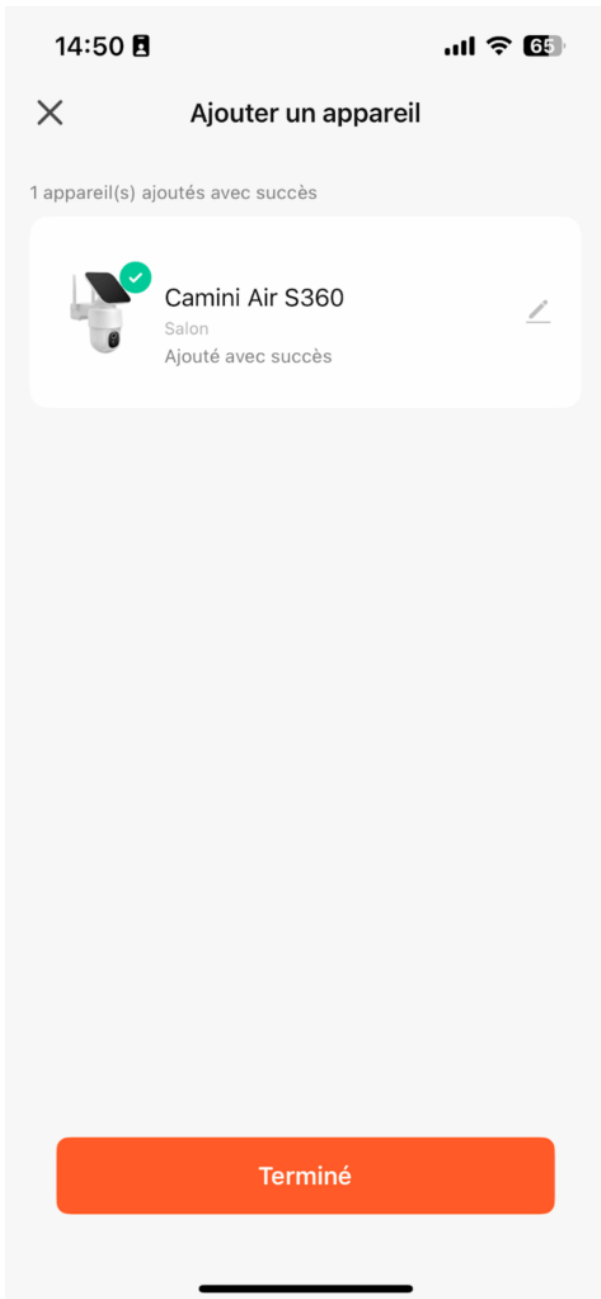 14:50
65
Ajouter un appareil
1 appareil(s) ajoutés avec succès
Camini Air S360
Salon
Ajouté avec succès
Terminé